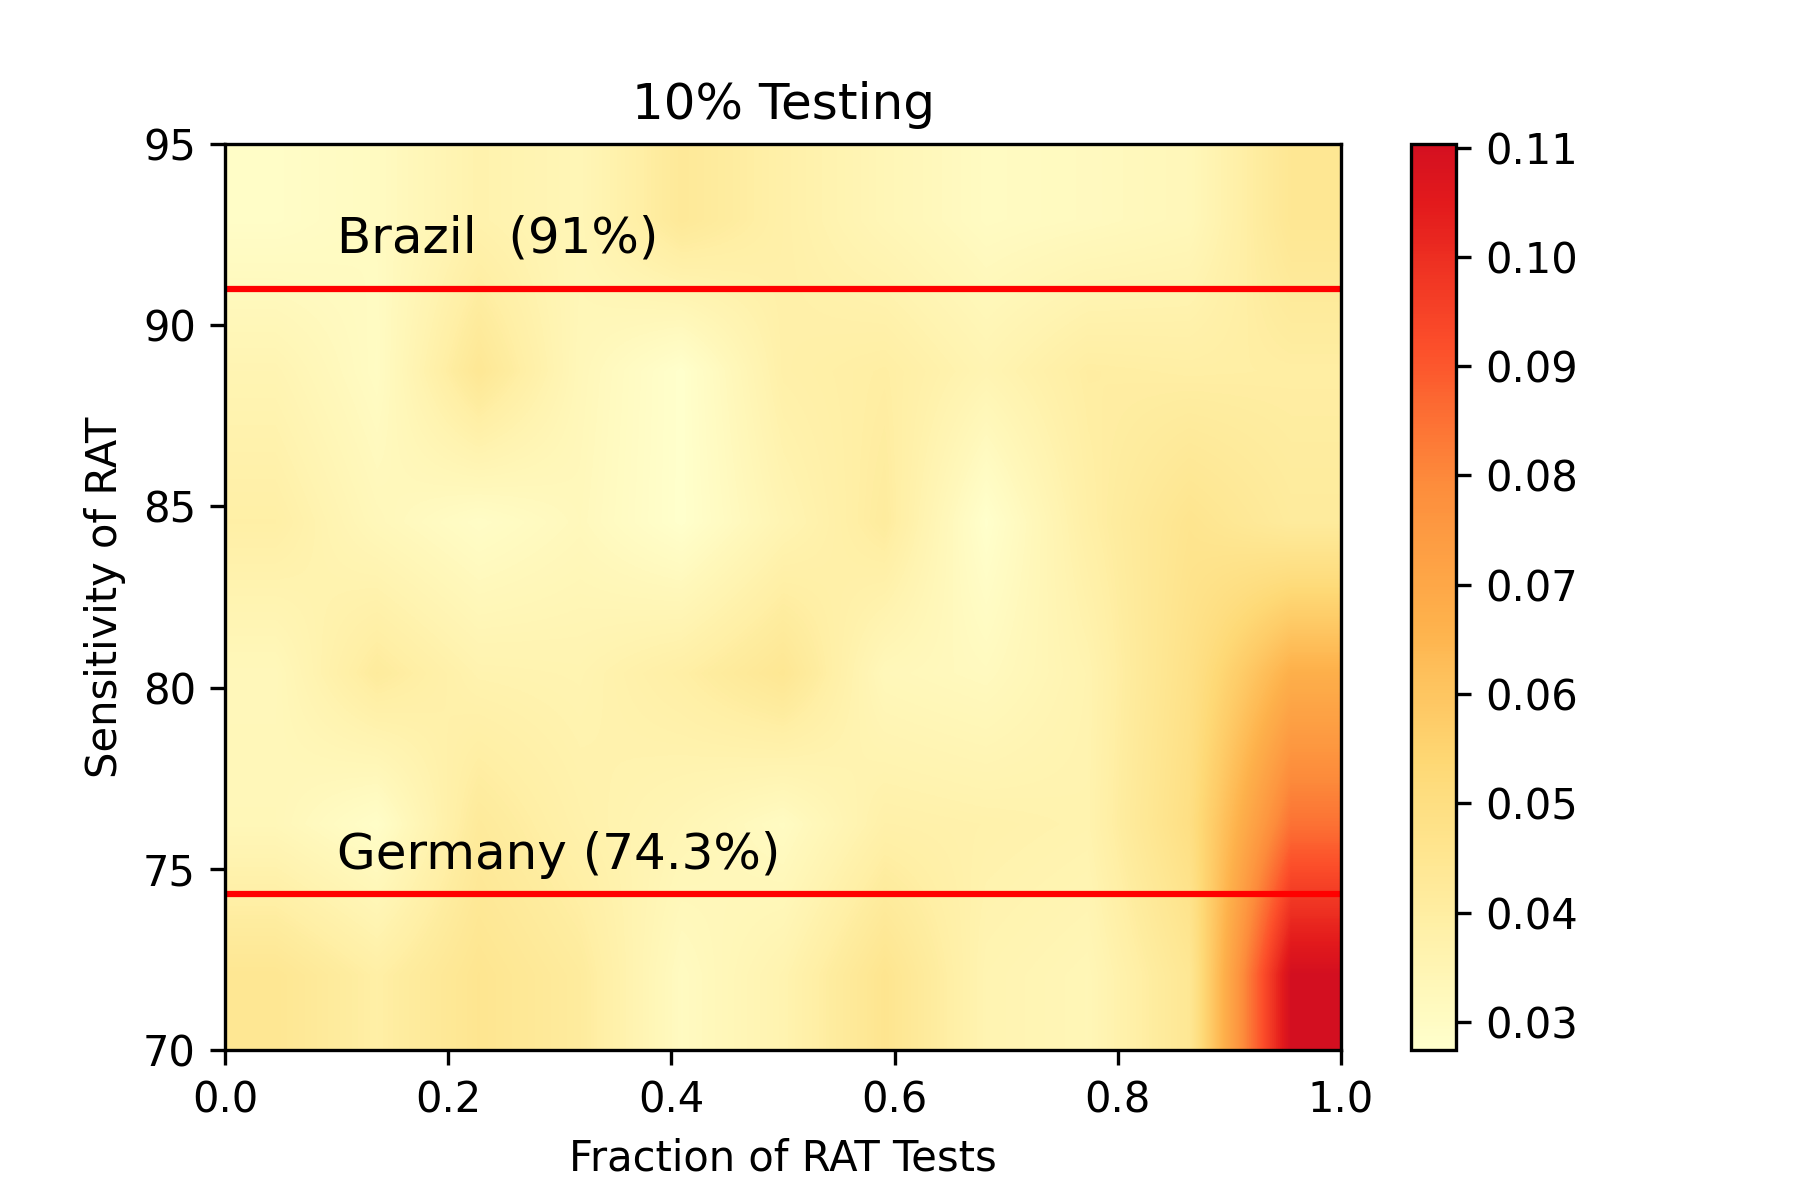 10% Testing
95
90
85
80
75
70
Sensitivity of RAT
Brazil  (91%)
Germany (74.3%)
0.0 0.2 0.4 0.6 0.8 1.0
Fraction of RAT Tests
0.11
0.10
0.09
0.08
0.07
0.06
0.05
0.04
0.03